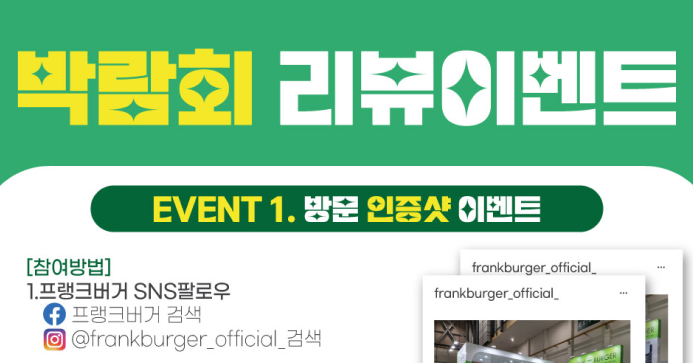 박람회 리뷰이벤트
EVENT 1. 방문 인증샷 이벤트
[참여방법]
1.프랭크버거 SNS팔로우
프랭크버거 검색
@frankburger_official_검색
frankburger_official_
frankburger_official_